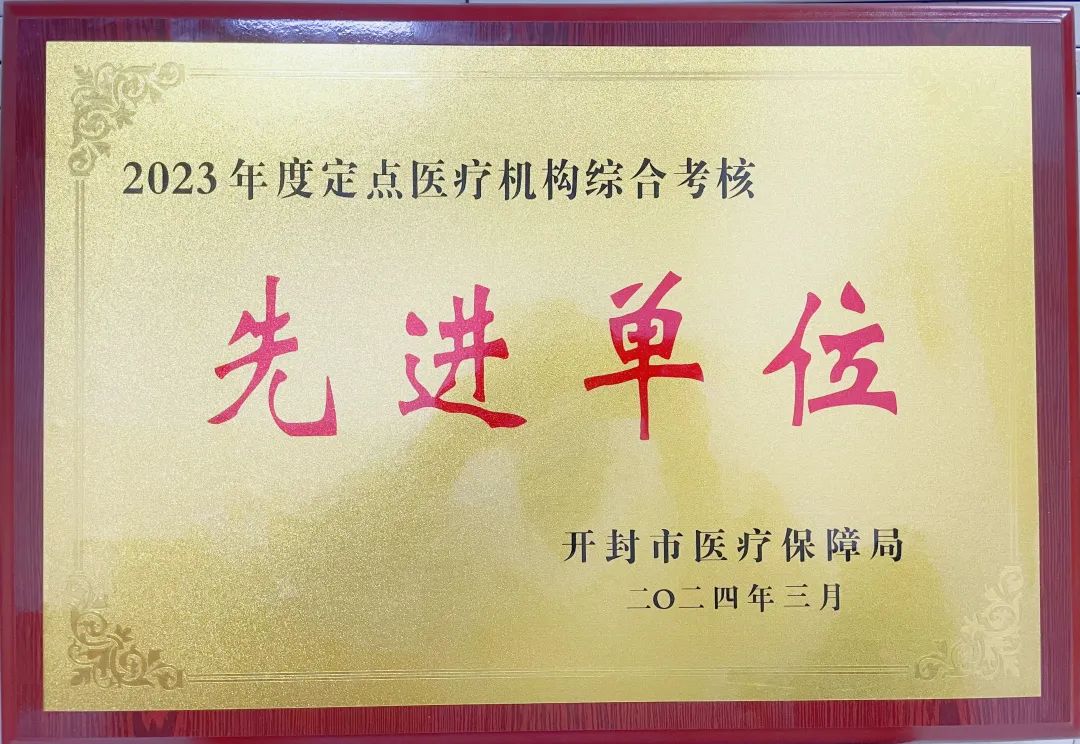 2023年度定点医疗机构综合考核
先进单位
开封市医疗保障局
二〇二四年三月